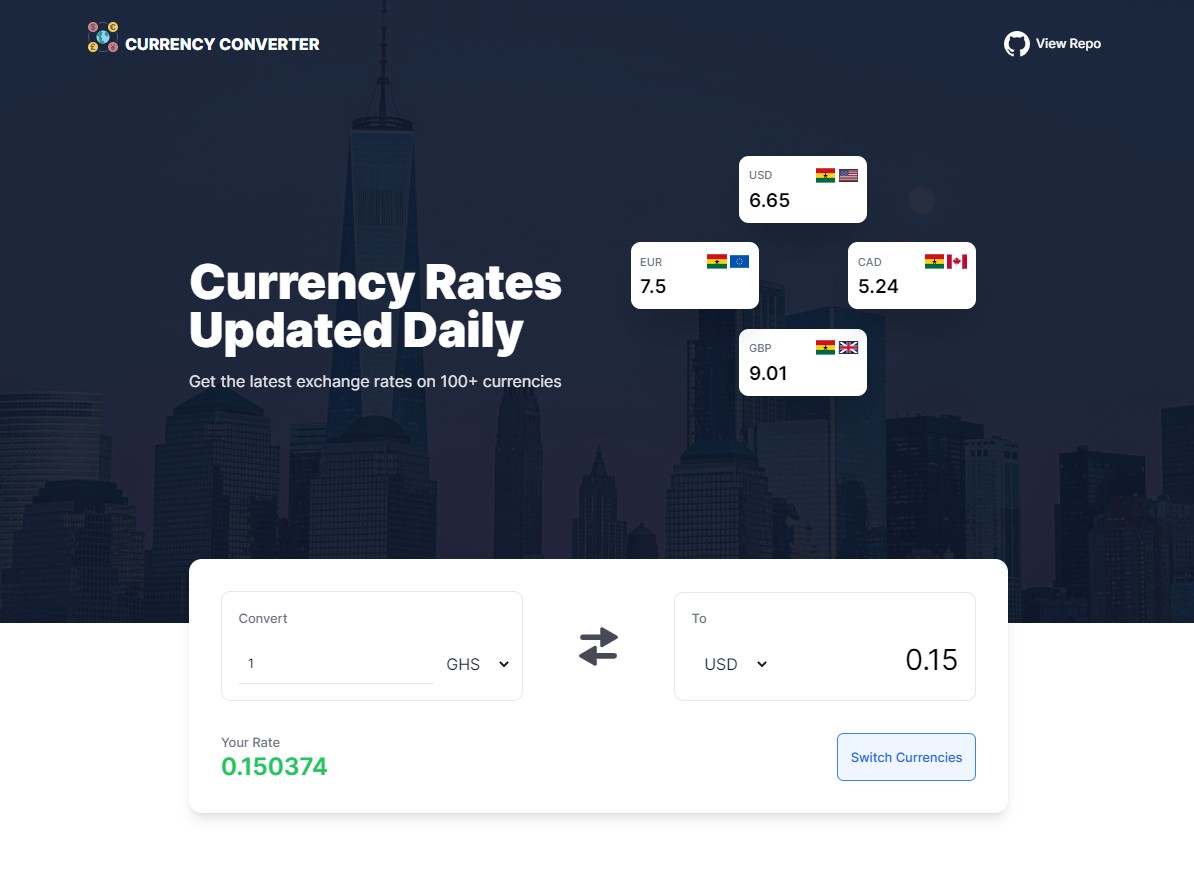 CURRENCY CONVERTER
View Repo
Currency Rates
Updated Daily
Get the latest exchange rates on 100+ currencies
USD
6.65
EUR
7.5
CAD
5.24
GBP
9.01
Convert
1 GHS
To
USD 0.15
Your Rate
0.150374
Switch Currencies